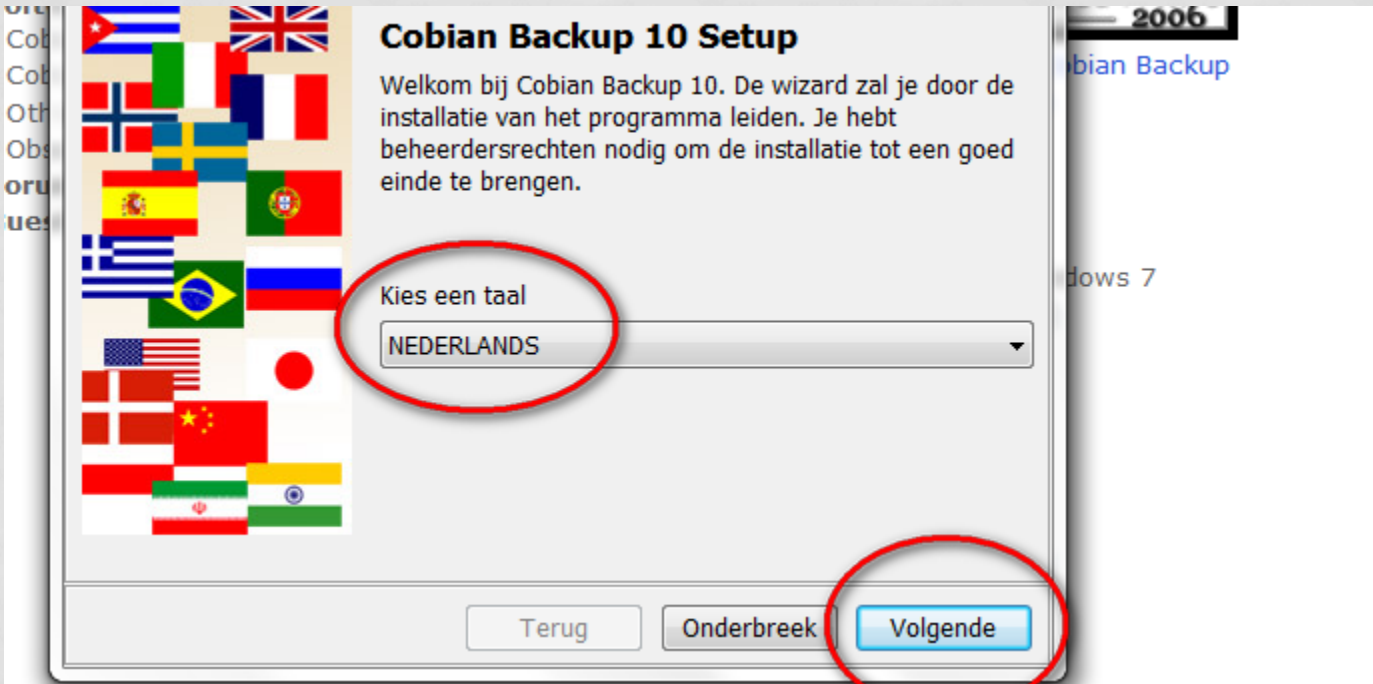 2006
Cobian Backup 10 Setup
Welkom bij Cobian Backup 10. De wizard zal je door de
installatie van het programma leiden. Je hebt
beheerdersrechten nodig om de installatie tot een goed
einde te brengen.
Kies een taal
NEDERLANDS
Terug
Onderbreek
Volgende
Cob
Cob
Oth
Obs
oru
ues
bian Backup
dows 7